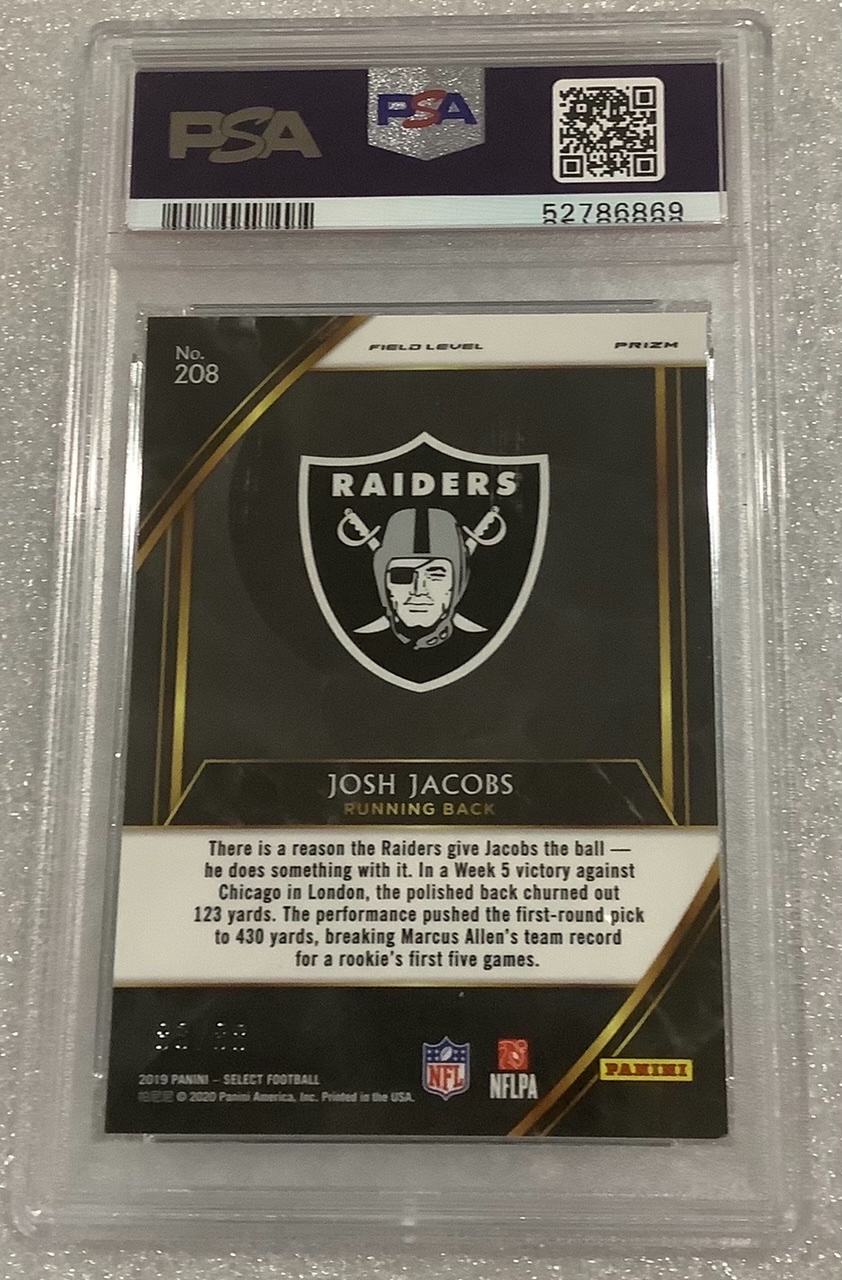 PSA
PSA
52786869
No.
208
FIELD LEVEL
PRIZM
RAIDERS
JOSH JACOBS
RUNNING BACK
There is a reason the Raiders give Jacobs the ball —
he does something with it. In a Week 5 victory against
Chicago in London, the polished back churned out
123 yards. The performance pushed the first-round pick
to 430 yards, breaking Marcus Allen's team record
for a rookie's first five games.
NFL
NFLPA
PANINI
2019 PANINI – SELECT FOOTBALL
帕尼尼 © 2020 Panini America, Inc. Printed in the USA.